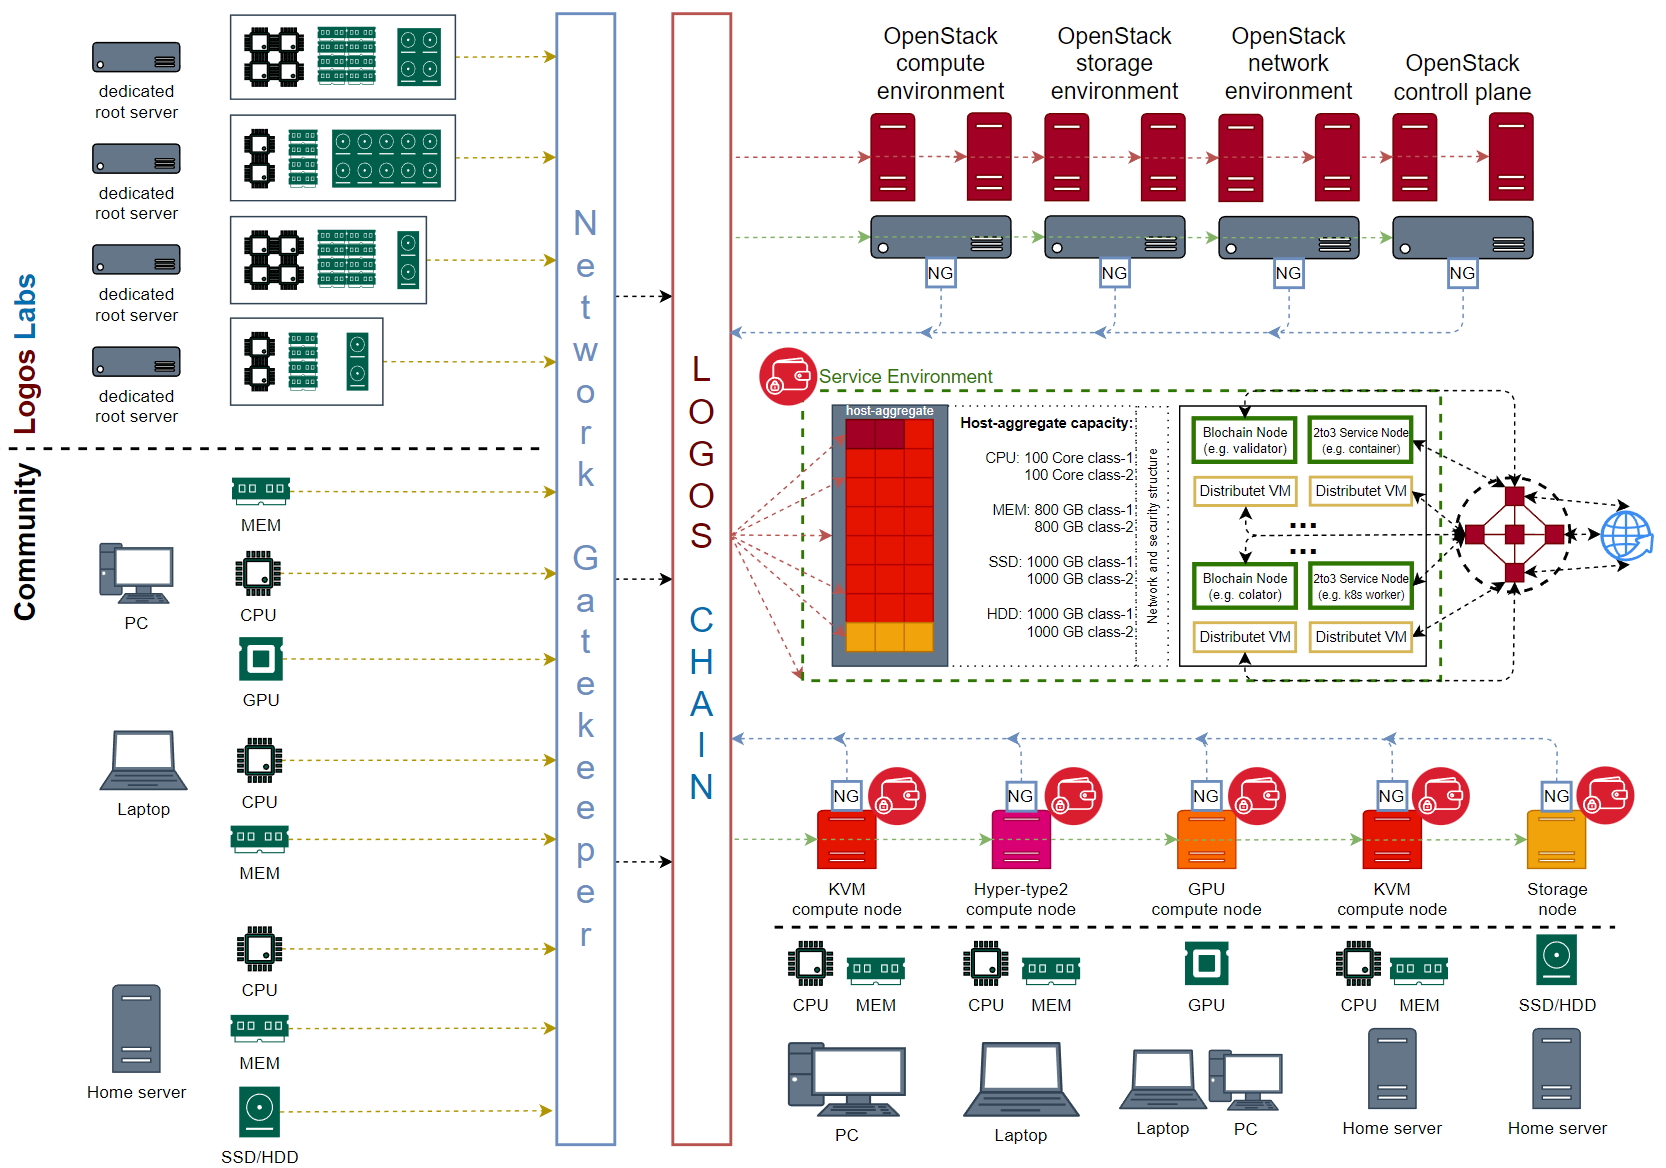 Logos Labs
Community
dedicated
root server
dedicated
root server
dedicated
root server
dedicated
root server
MEM
CPU
PC
GPU
CPU
Laptop
MEM
CPU
MEM
Home server
SSD/HDD
Network Gatekeeper
LOGOS CHAIN
OpenStack
compute
environment
OpenStack
storage
environment
OpenStack
network
environment
OpenStack
controll plane
NG
NG
NG
NG
Service Environment
host-aggregate
Host-aggregate capacity:
CPU: 100 Core class-1
100 Core class-2
MEM: 800 GB class-1
800 GB class-2
SSD: 1000 GB class-1
1000 GB class-2
HDD: 1000 GB class-1
1000 GB class-2
Network and security structure
Blochain Node
(e.g. validator)
2to3 Service Node
(e.g. container)
Distributet VM
Distributet VM
...
...
Blochain Node
(e.g. colator)
2to3 Service Node
(e.g. k8s worker)
Distributet VM
Distributet VM
NG
NG
NG
NG
NG
KVM
compute node
Hyper-type2
compute node
GPU
compute node
KVM
compute node
Storage
node
CPU
MEM
CPU
MEM
GPU
CPU
MEM
SSD/HDD
PC
Laptop
Laptop
PC
Home server
Home server